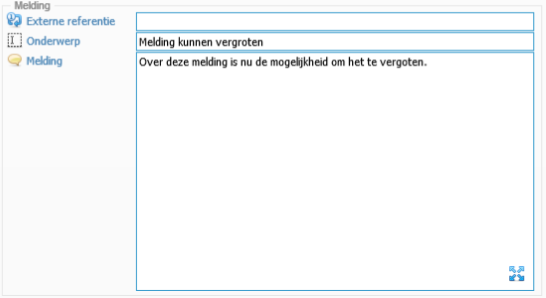 Melding
Externe referentie
Onderwerp
Melding kunnen vergroten
Melding
Over deze melding is nu de mogelijkheid om het te vergoten.